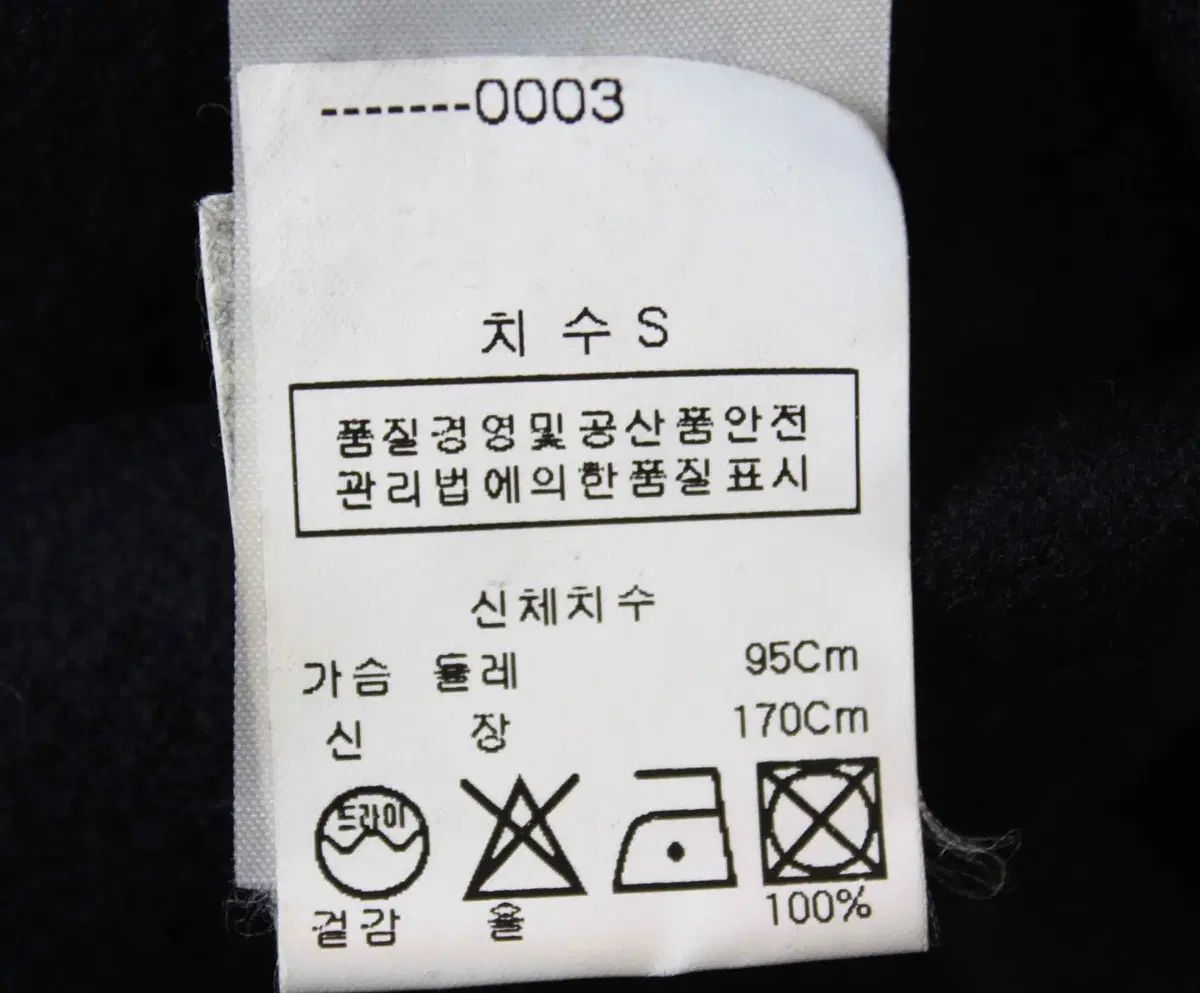 -------0003
치 수 S
품질경영및공산품안전
관리법에의한품질표시
신체치수
가슴 둘레 95Cm
신 장 170Cm
드라이
겉감 울 100%